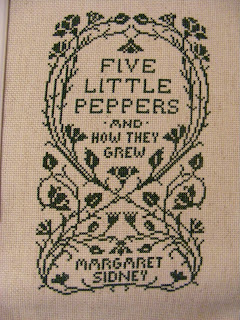 FIVE
LITTLE
PEPPERS
·AND·
HOW THEY
GREW
MARGARET
SIDNEY